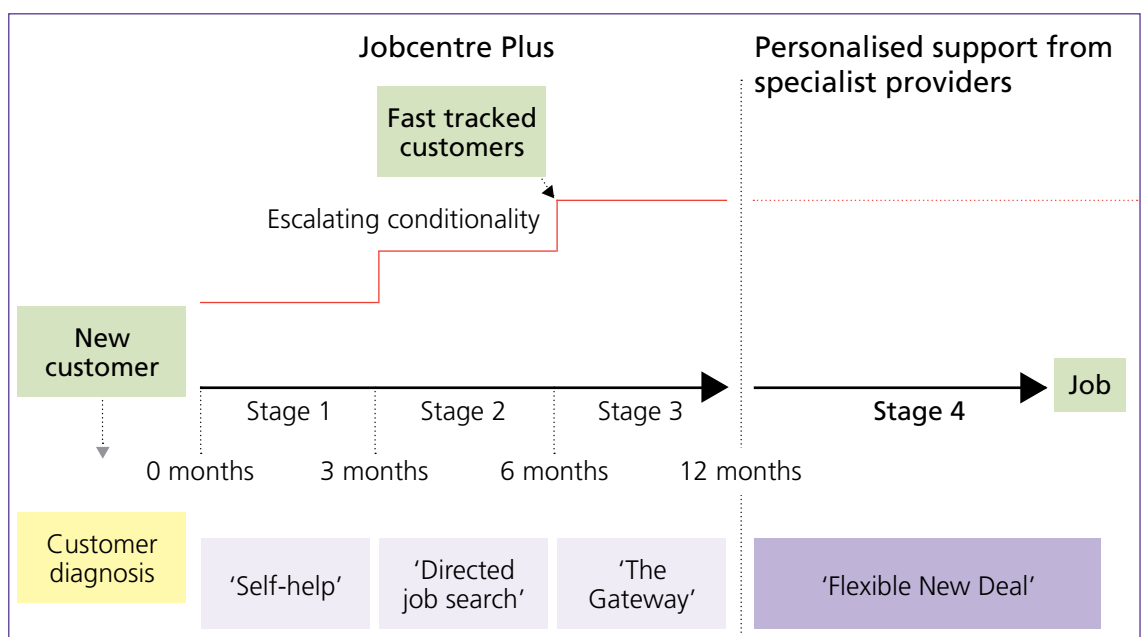 Jobcentre Plus
Personalised support from
specialist providers
Fast tracked
customers
Escalating conditionality
New
customer
Job
Stage 1
Stage 2
Stage 3
Stage 4
0 months
3 months
6 months
12 months
Customer
diagnosis
‘Self-help’
‘Directed
job search’
‘The
Gateway’
‘Flexible New Deal’